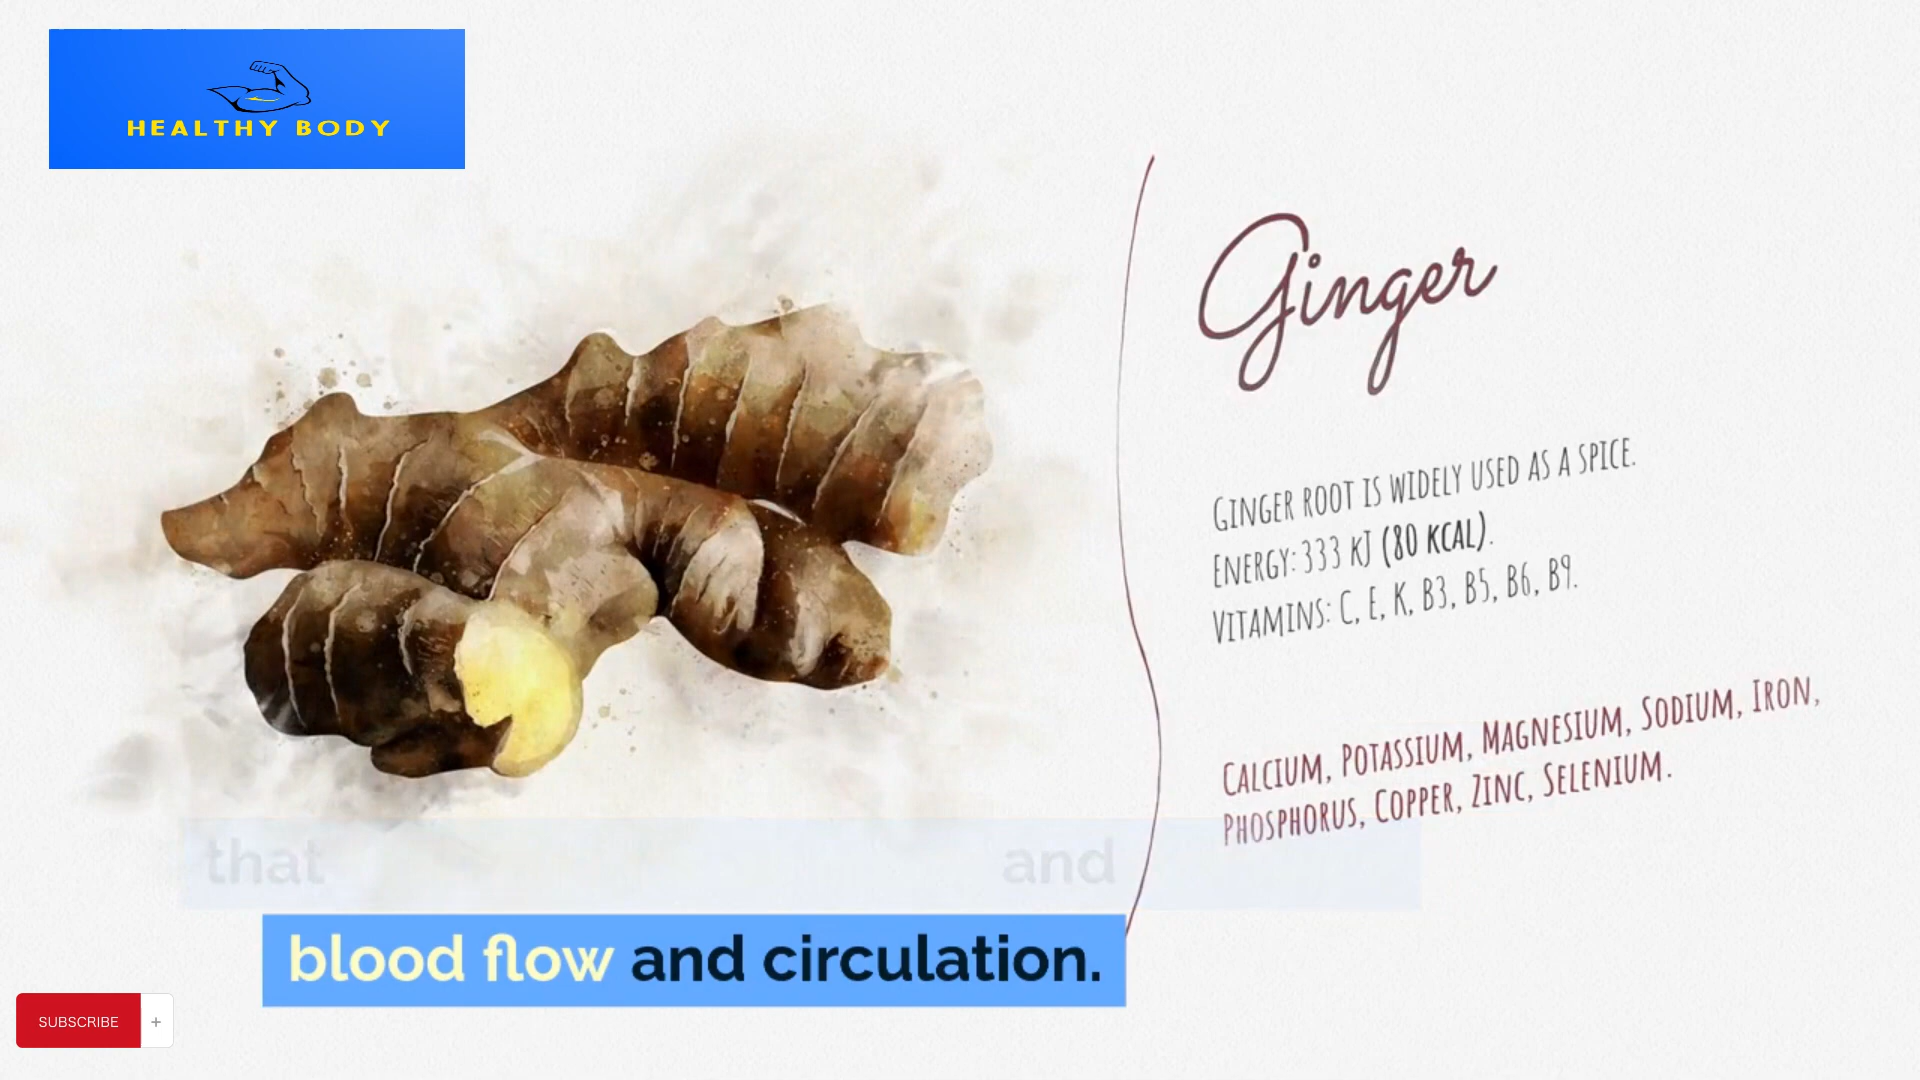 HEALTHY BODY
Ginger
GINGER ROOT IS WIDELY USED AS A SPICE.
ENERGY: 333 KJ (80 KCAL).
VITAMINS: C, E, K, B3, B5, B6, B9.
CALCIUM, POTASSIUM, MAGNESIUM, SODIUM, IRON,
PHOSPHORUS, COPPER, ZINC, SELENIUM.
that and
blood flow and circulation.
SUBSCRIBE +